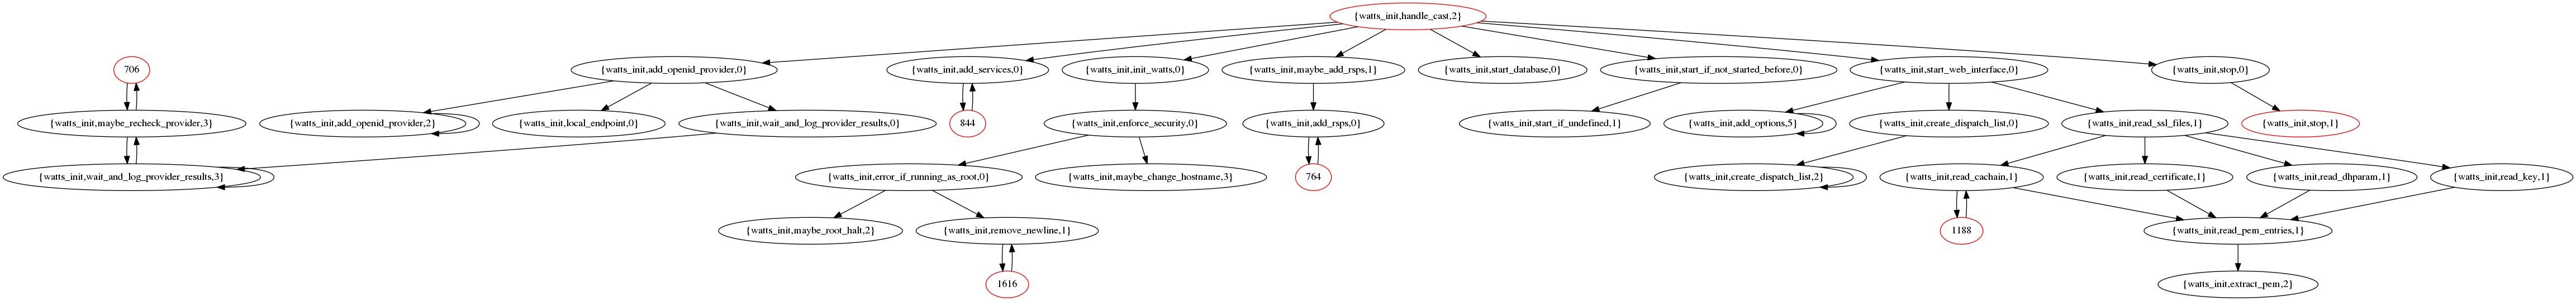 {watts_init,handle_cast,2}
706
{watts_init,add_openid_provider,0}
{watts_init,add_services,0}
{watts_init,init_watts,0}
{watts_init,maybe_add_rsps,1}
{watts_init,start_database,0}
{watts_init,start_if_not_started_before,0}
{watts_init,start_web_interface,0}
{watts_init,stop,0}
{watts_init,maybe_recheck_provider,3}
{watts_init,add_openid_provider,2}
{watts_init,local_endpoint,0}
{watts_init,wait_and_log_provider_results,0}
844
{watts_init,enforce_security,0}
{watts_init,add_rsps,0}
{watts_init,start_if_undefined,1}
{watts_init,add_options,5}
{watts_init,create_dispatch_list,0}
{watts_init,read_ssl_files,1}
{watts_init,stop,1}
{watts_init,wait_and_log_provider_results,3}
{watts_init,error_if_running_as_root,0}
{watts_init,maybe_change_hostname,3}
764
{watts_init,create_dispatch_list,2}
{watts_init,read_cachain,1}
{watts_init,read_certificate,1}
{watts_init,read_dhparam,1}
{watts_init,read_key,1}
{watts_init,maybe_root_halt,2}
{watts_init,remove_newline,1}
1188
{watts_init,read_pem_entries,1}
1616
{watts_init,extract_pem,2}